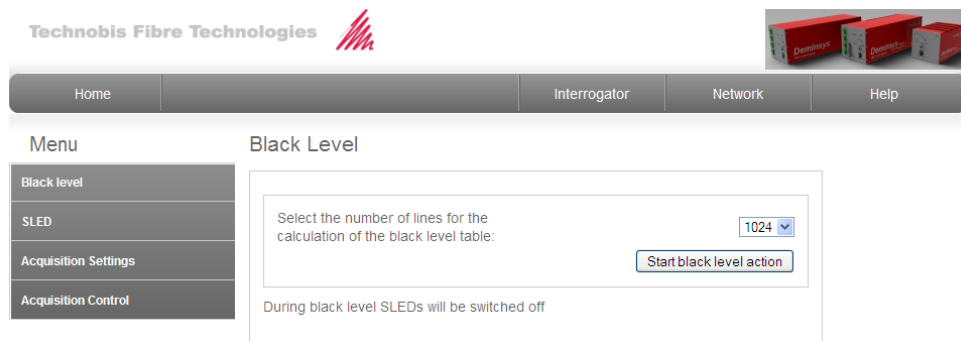 Technobis Fibre Technologies
Deminsys
Deminsys
Home
Interrogator
Network
Help
Menu
Black Level
Black level
SLED
Acquisition Settings
Acquisition Control
Select the number of lines for the
calculation of the black level table:
1024
Start black level action
During black level SLEDs will be switched off